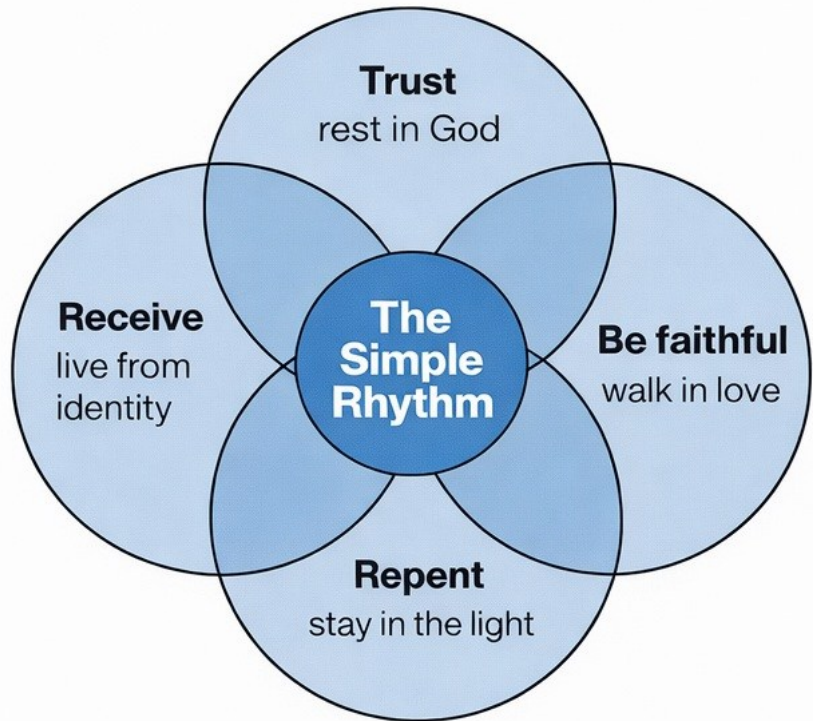 Trust
rest in God
Receive
live from
identity
The
Simple
Rhythm
Be faithful
walk in love
Repent
stay in the light